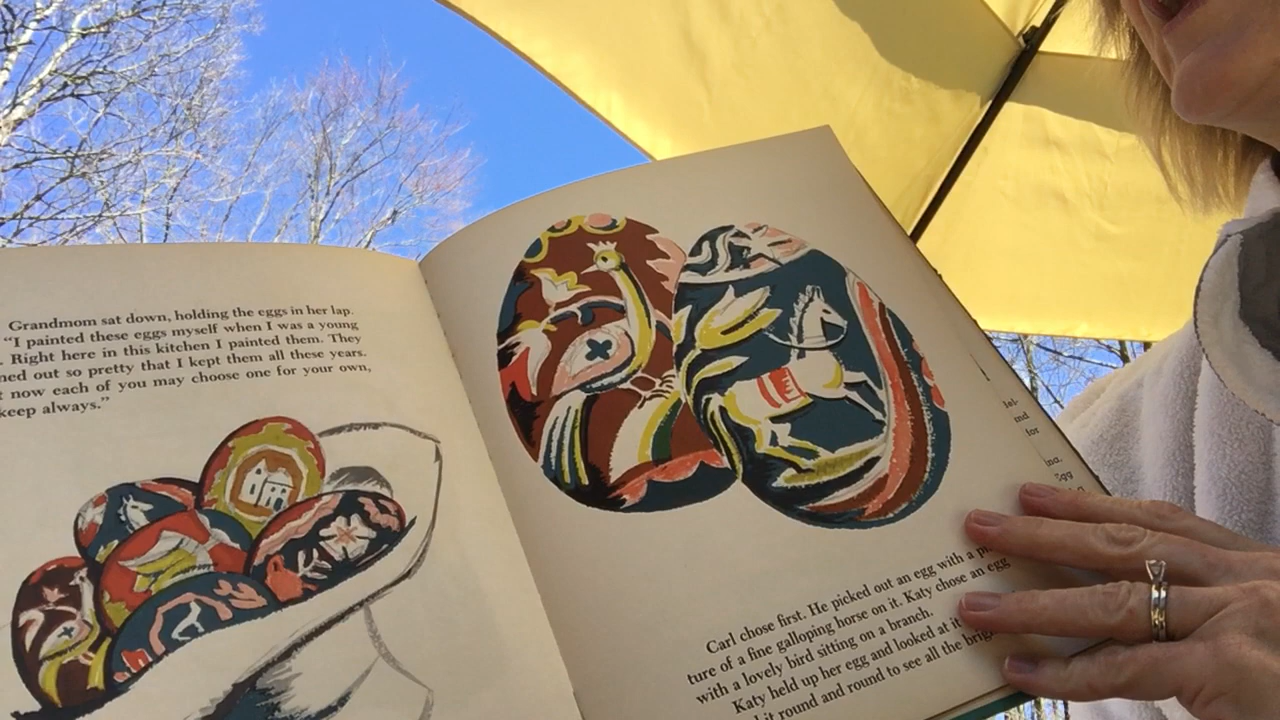 Grandmom sat down, holding the eggs in her lap.
“I painted these eggs myself when I was a young
. Right here in this kitchen I painted them. They
ned out so pretty that I kept them all these years.
t now each of you may choose one for your own,
keep always.”
Carl chose first. He picked out an egg with a
ture of a fine galloping horse on it. Katy chose an egg
with a lovely bird sitting on a branch.
Katy held up her egg and looked at it
it round and round to see all the
nd
for
Egg